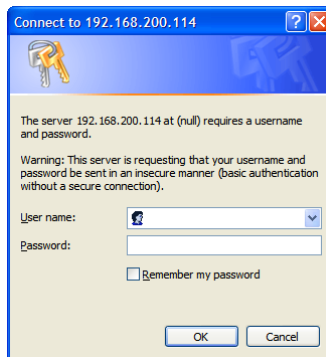 Connect to 192.168.200.114
The server 192.168.200.114 at (null) requires a username
and password.
Warning: This server is requesting that your username and
password be sent in an insecure manner (basic authentication
without a secure connection).
User name:
Password:
Remember my password
OK Cancel